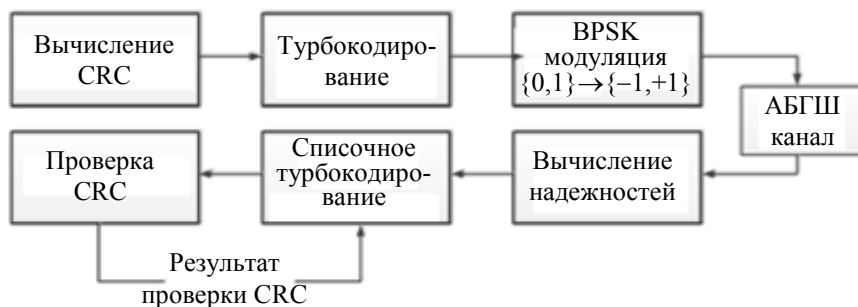 Вычисление
CRC
Турбокодиро-
вание
BPSK
модуляция
{0,1}→{−1,+1}
АБГШ
канал
Проверка
CRC
Списочное
турбокодиро-
вание
Вычисление
надежностей
Результат
проверки CRC